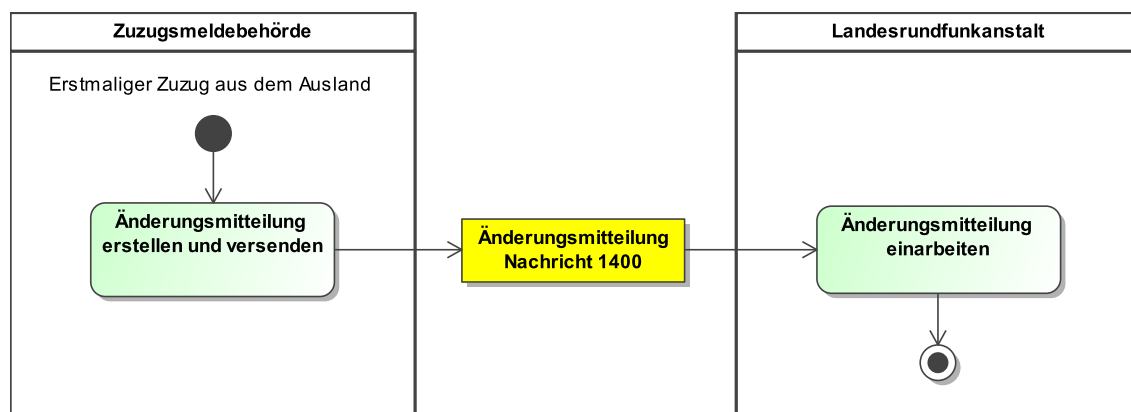 Zuzugsmeldebehörde
Landesrundfunkanstalt
Erstmaliger Zuzug aus dem Ausland
Änderungsmitteilung
erstellen und versenden
Änderungsmitteilung
Nachricht 1400
Änderungsmitteilung
einarbeiten